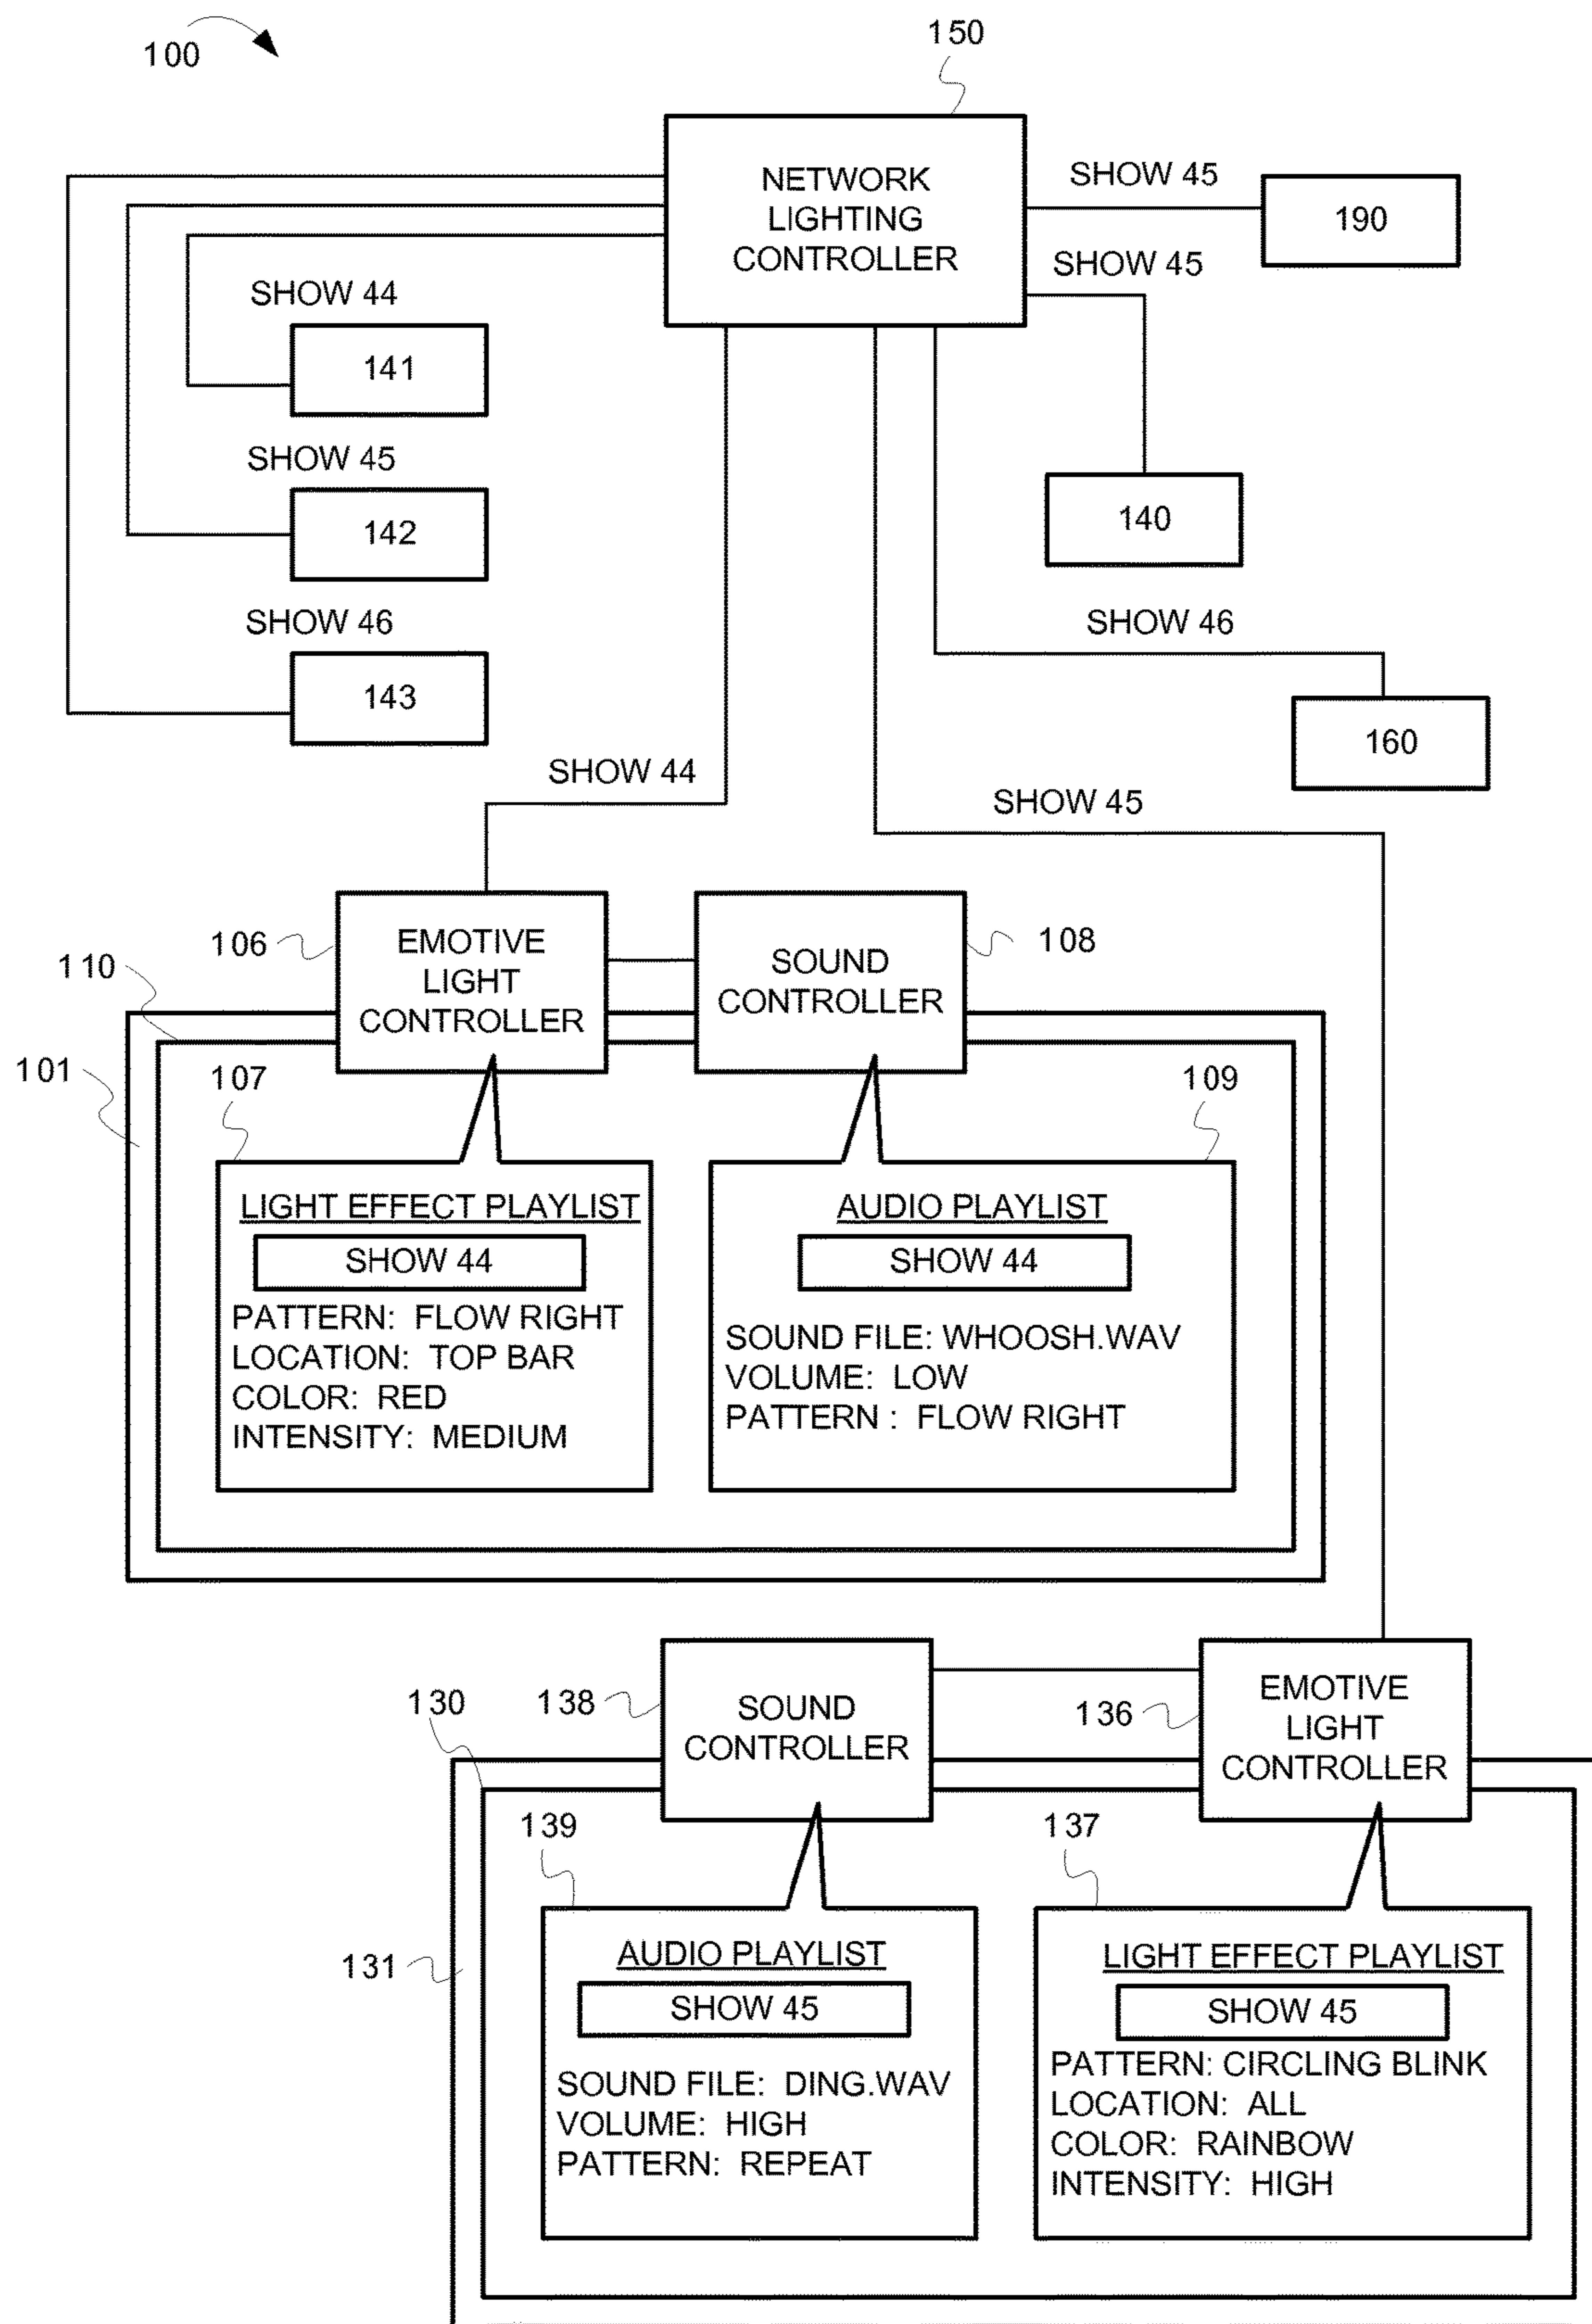 100
150
NETWORK
LIGHTING
CONTROLLER
SHOW 45
190
SHOW 45
140
SHOW 44
141
SHOW 45
142
SHOW 46
143
SHOW 46
160
SHOW 44
SHOW 45
106
EMOTIVE
LIGHT
CONTROLLER
SOUND
CONTROLLER
108
110
101
107
109
LIGHT EFFECT PLAYLIST
SHOW 44
PATTERN: FLOW RIGHT
LOCATION: TOP BAR
COLOR: RED
INTENSITY: MEDIUM
AUDIO PLAYLIST
SHOW 44
SOUND FILE: WHOOSH.WAV
VOLUME: LOW
PATTERN : FLOW RIGHT
138
SOUND
CONTROLLER
136
EMOTIVE
LIGHT
CONTROLLER
130
139
137
131
AUDIO PLAYLIST
SHOW 45
SOUND FILE: DING.WAV
VOLUME: HIGH
PATTERN: REPEAT
LIGHT EFFECT PLAYLIST
SHOW 45
PATTERN: CIRCLING BLINK
LOCATION: ALL
COLOR: RAINBOW
INTENSITY: HIGH